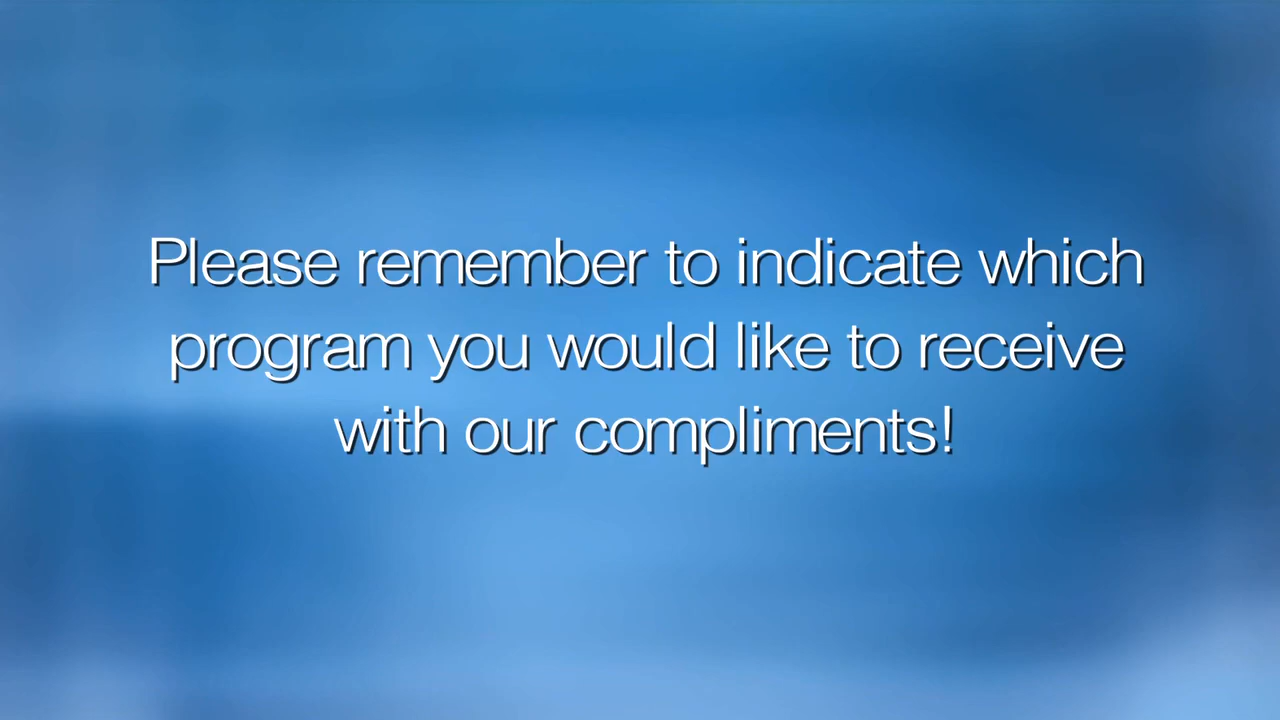 Please remember to indicate which
program you would like to receive
with our compliments!